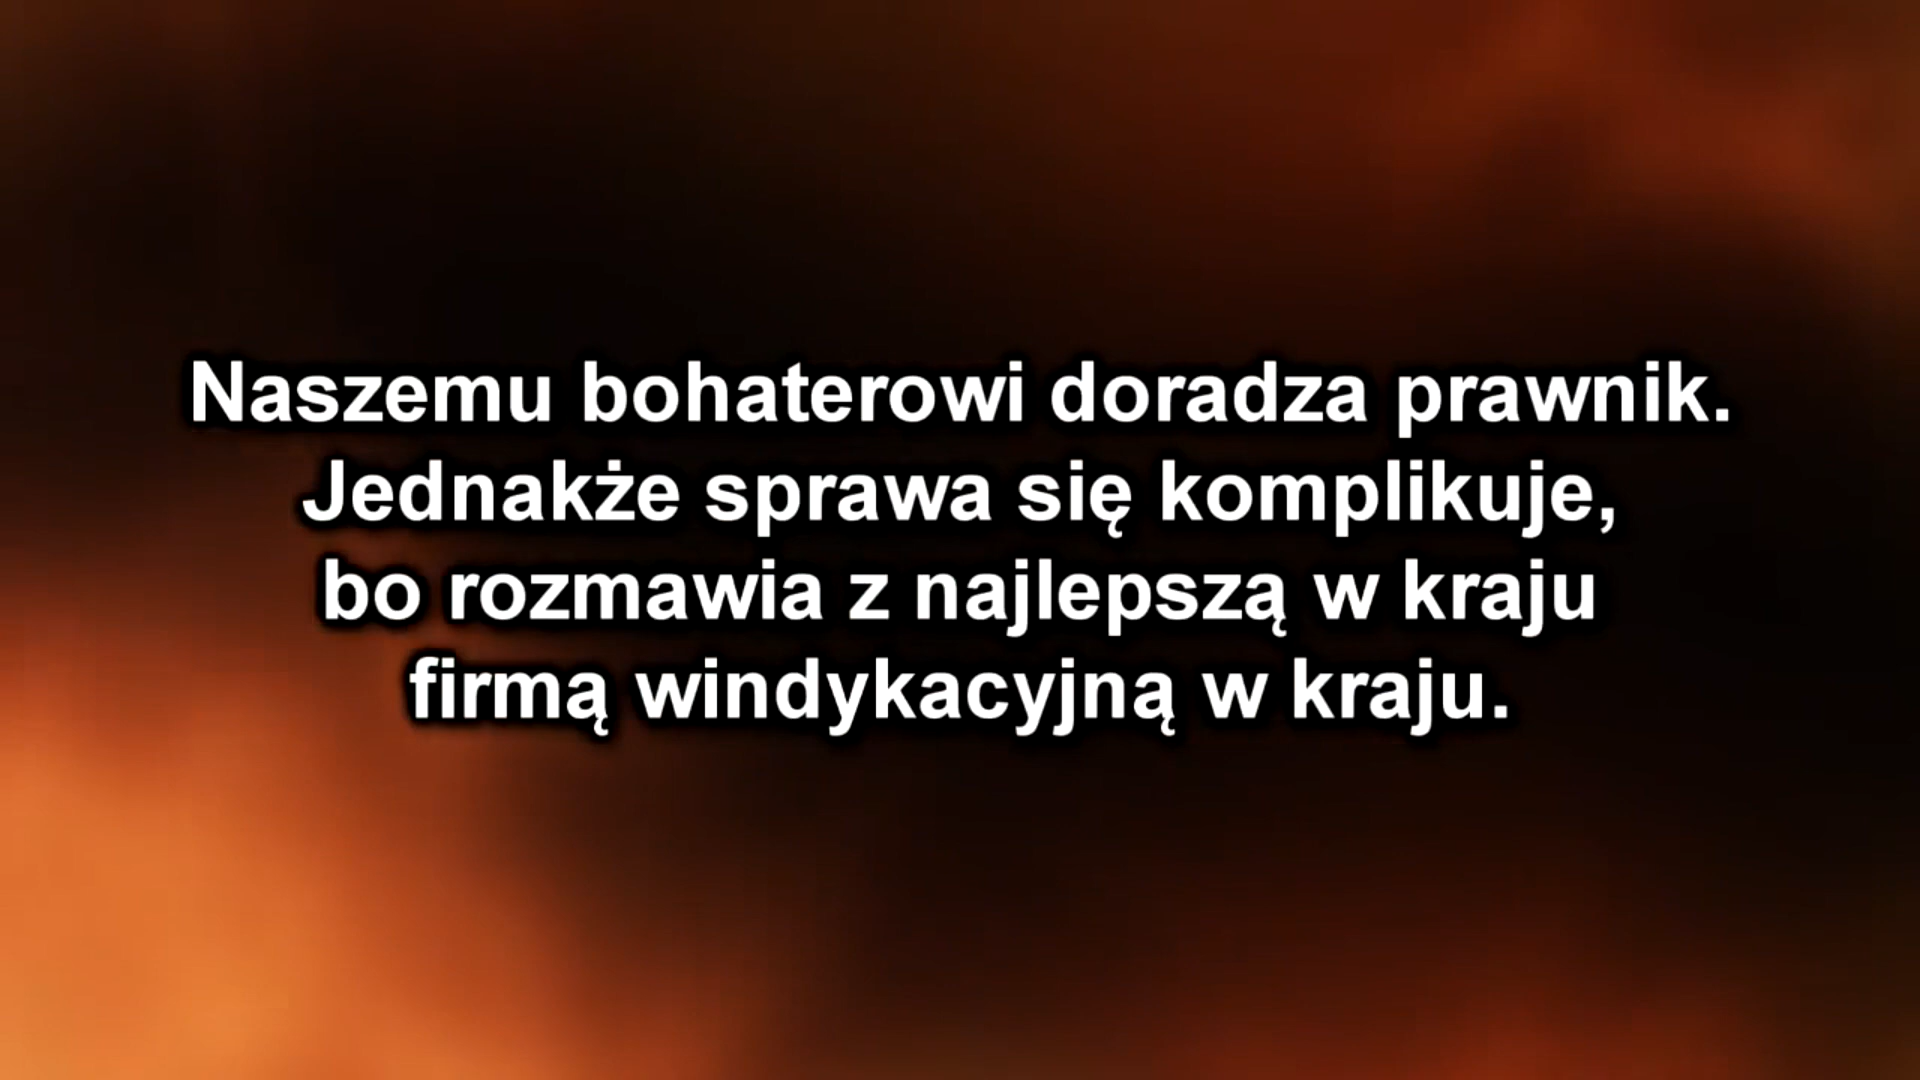 Naszemu bohaterowi doradza prawnik.
Jednakże sprawa się komplikuje,
bo rozmawia z najlepszą w kraju
firmą windykacyjną w kraju.